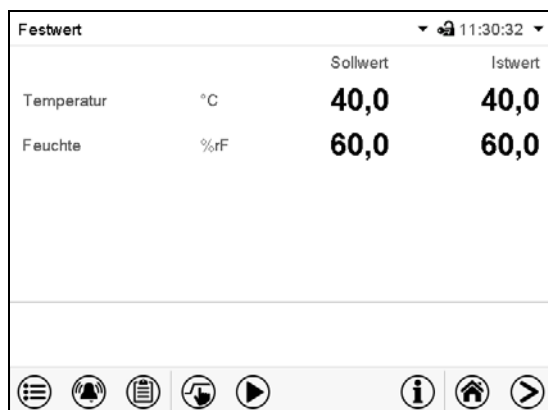 Festwert 11:30:32
Sollwert Istwert
Temperatur °C 40,0 40,0
Feuchte %rF 60,0 60,0